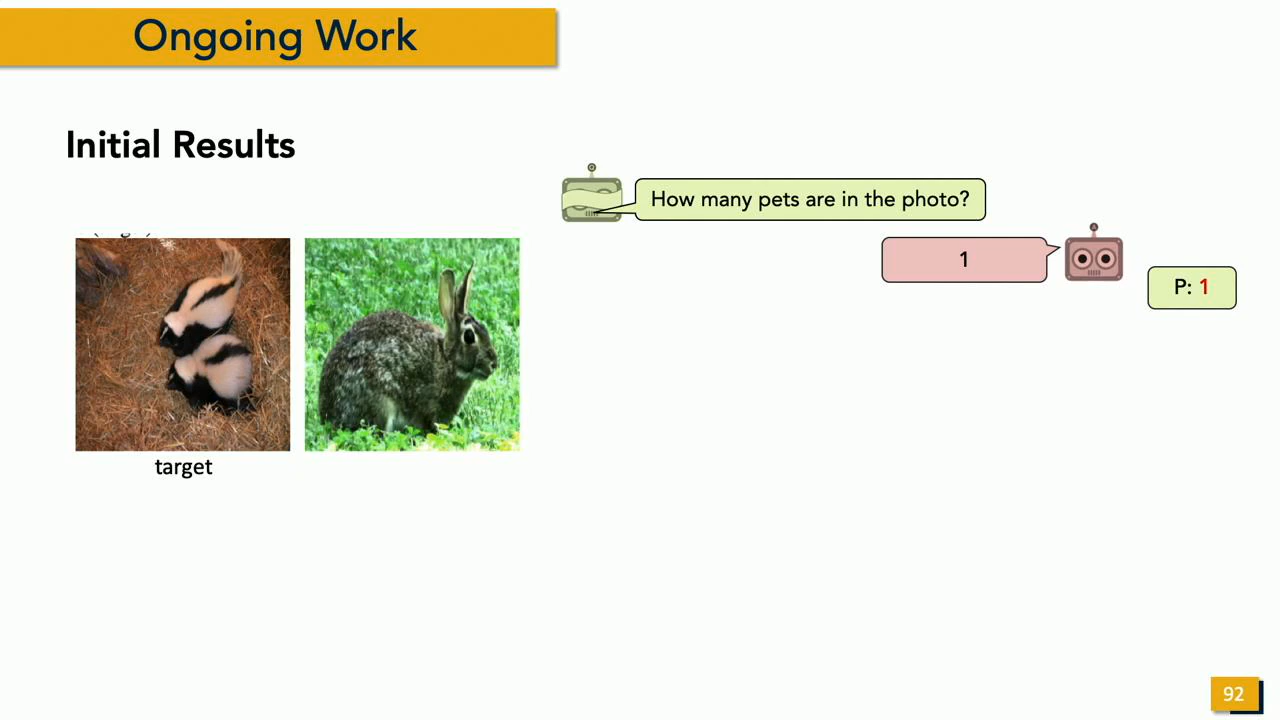 Ongoing Work
Initial Results
How many pets are in the photo?
1
P: 1
target
92